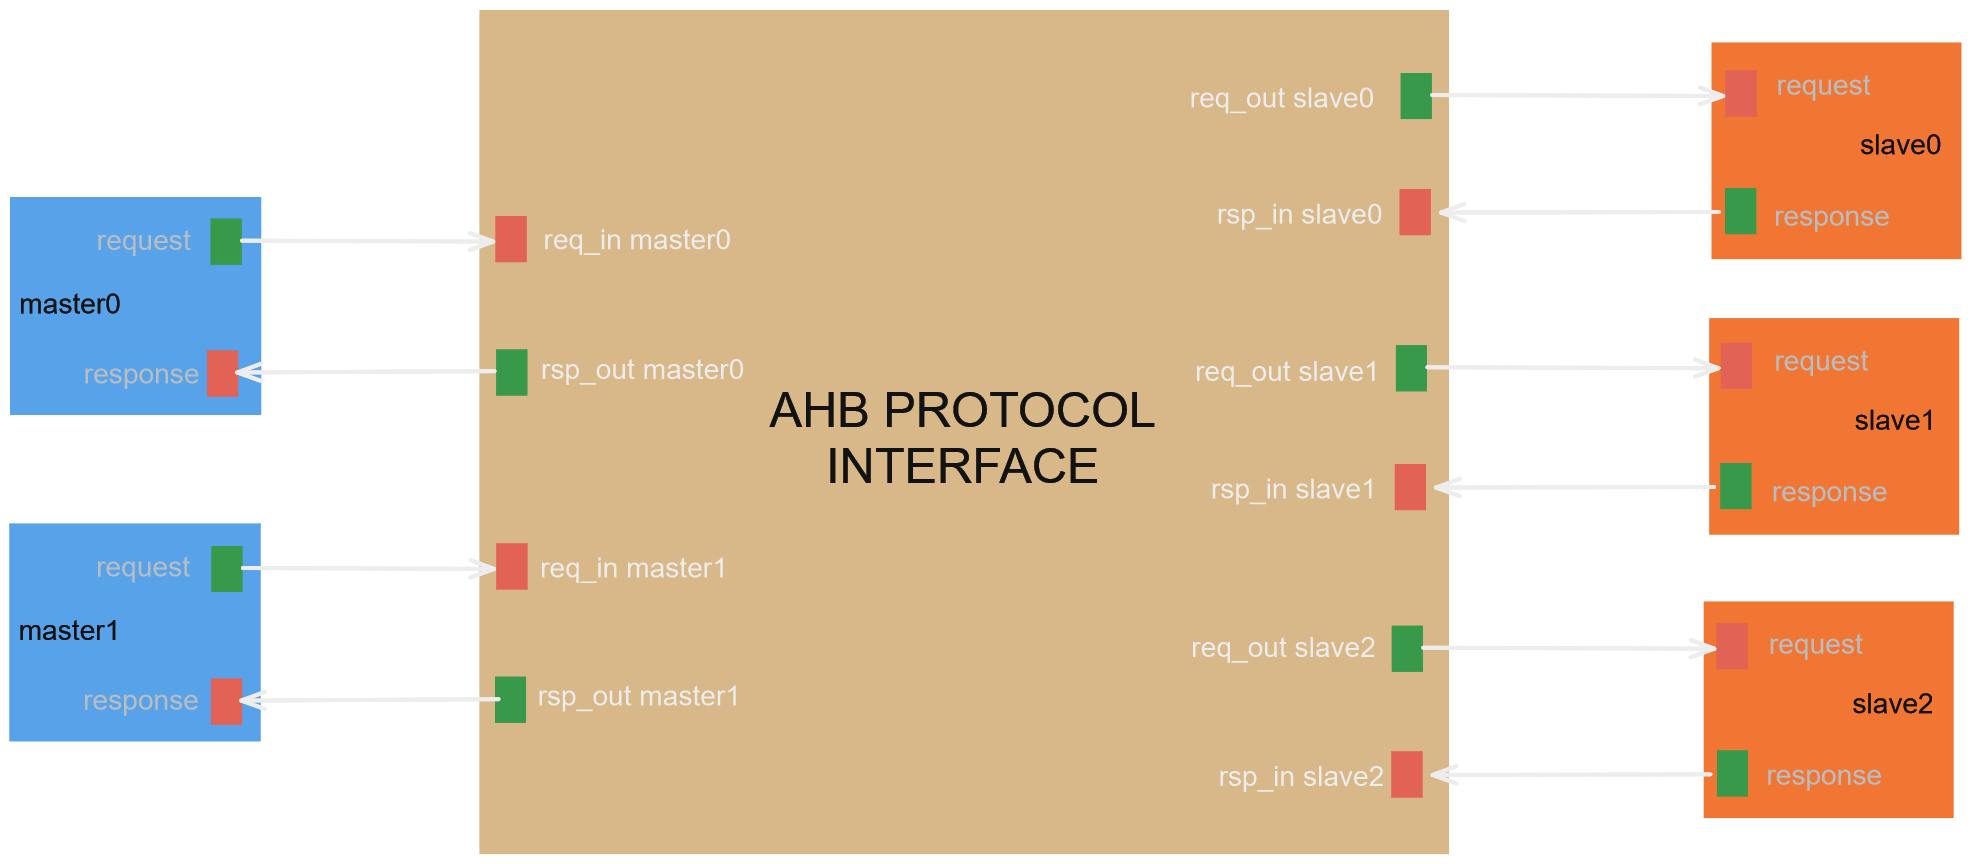 request
master0
response
request
master1
response
req_in master0
rsp_out master0
req_in master1
rsp_out master1
AHB PROTOCOL
INTERFACE
req_out slave0
rsp_in slave0
req_out slave1
rsp_in slave1
req_out slave2
rsp_in slave2
request
slave0
response
request
slave1
response
request
slave2
response